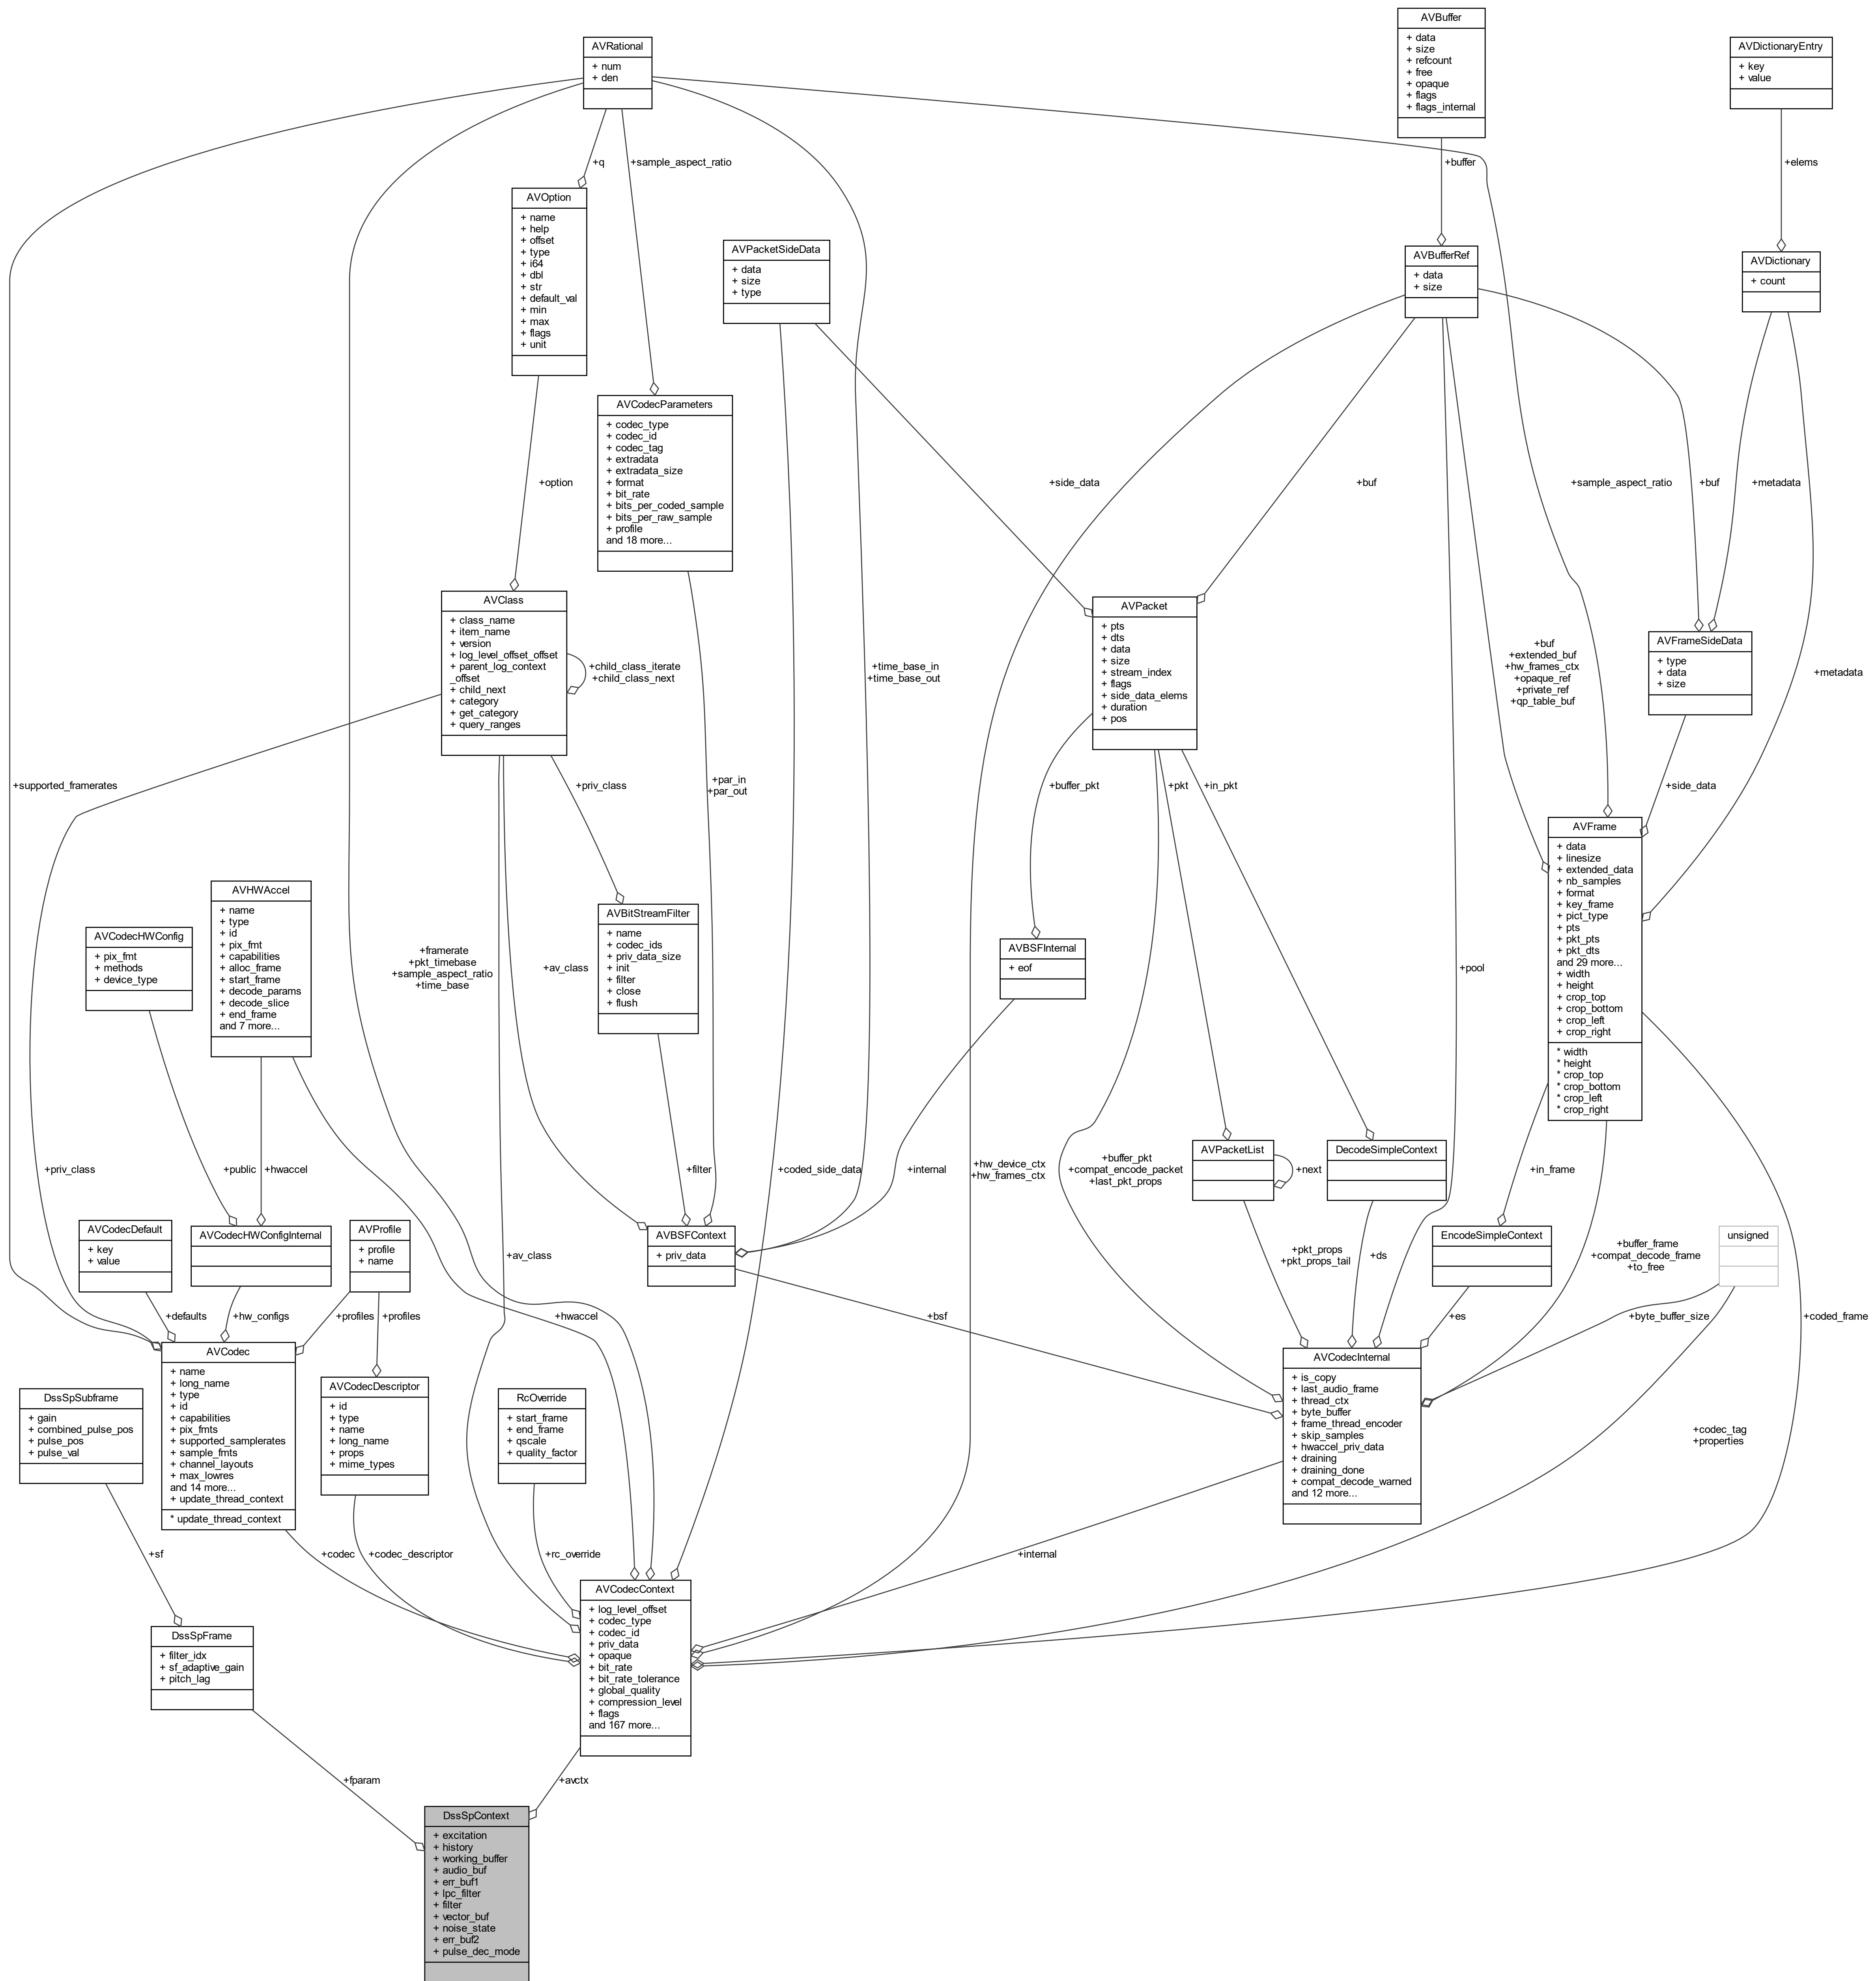 AVBuffer
+ data
+ size
+ refcount
+ free
+ opaque
+ flags
+ flags_internal
AVRational
+ num
+ den
AVDictionaryEntry
+ key
+ value
+q
+sample_aspect_ratio
+buffer
+elems
AVOption
+ name
+ help
+ offset
+ type
+ i64
+ dbl
+ str
+ default_val
+ min
+ max
+ flags
+ unit
AVPacketSideData
+ data
+ size
+ type
AVBufferRef
+ data
+ size
AVDictionary
+ count
AVCodecParameters
+ codec_type
+ codec_id
+ codec_tag
+ extradata
+ extradata_size
+ format
+ bit_rate
+ bits_per_coded_sample
+ bits_per_raw_sample
+ profile
and 18 more...
+option
+side_data
+buf
+sample_aspect_ratio
+buf
+metadata
AVClass
+ class_name
+ item_name
+ version
+ log_level_offset_offset
+ parent_log_context
_offset
+ child_next
+ category
+ get_category
+ query_ranges
+child_class_iterate
+child_class_next
+time_base_in
+time_base_out
AVPacket
+ pts
+ dts
+ data
+ size
+ stream_index
+ flags
+ side_data_elems
+ duration
+ pos
+buf
+extended_buf
+hw_frames_ctx
+opaque_ref
+private_ref
+qp_table_buf
AVFrameSideData
+ type
+ data
+ size
+metadata
+supported_framerates
+priv_class
+par_in
+par_out
+buffer_pkt
+pkt
+in_pkt
+side_data
AVFrame
+ data
+ linesize
+ extended_data
+ nb_samples
+ format
+ key_frame
+ pict_type
+ pts
+ pkt_pts
+ pkt_dts
and 29 more...
+ width
+ height
+ crop_top
+ crop_bottom
+ crop_left
+ crop_right
* width
* height
* crop_top
* crop_bottom
* crop_left
* crop_right
AVHWAccel
+ name
+ type
+ id
+ pix_fmt
+ capabilities
+ alloc_frame
+ start_frame
+ decode_params
+ decode_slice
+ end_frame
and 7 more...
AVCodecHWConfig
+ pix_fmt
+ methods
+ device_type
+framerate
+pkt_timebase
+sample_aspect_ratio
+time_base
+av_class
AVBitStreamFilter
+ name
+ codec_ids
+ priv_data_size
+ init
+ filter
+ close
+ flush
AVBSFInternal
+ eof
+pool
+priv_class
+public
+hwaccel
+filter
+coded_side_data
+internal
+hw_device_ctx
+hw_frames_ctx
+buffer_pkt
+compat_encode_packet
+last_pkt_props
AVPacketList
+next
DecodeSimpleContext
+in_frame
AVCodecDefault
+ key
+ value
AVCodecHWConfigInternal
AVProfile
+ profile
+ name
+av_class
AVBSFContext
+ priv_data
+pkt_props
+pkt_props_tail
+ds
EncodeSimpleContext
+buffer_frame
+compat_decode_frame
+to_free
unsigned
+defaults
+hw_configs
+profiles
+profiles
+hwaccel
+bsf
+es
+byte_buffer_size
+coded_frame
AVCodec
+ name
+ long_name
+ type
+ id
+ capabilities
+ pix_fmts
+ supported_samplerates
+ sample_fmts
+ channel_layouts
+ max_lowres
and 14 more...
+ update_thread_context
* update_thread_context
AVCodecInternal
+ is_copy
+ last_audio_frame
+ thread_ctx
+ byte_buffer
+ frame_thread_encoder
+ skip_samples
+ hwaccel_priv_data
+ draining
+ draining_done
+ compat_decode_warned
and 12 more...
DssSpSubframe
+ gain
+ combined_pulse_pos
+ pulse_pos
+ pulse_val
AVCodecDescriptor
+ id
+ type
+ name
+ long_name
+ props
+ mime_types
RcOverride
+ start_frame
+ end_frame
+ qscale
+ quality_factor
+codec_tag
+properties
+sf
+codec
+codec_descriptor
+rc_override
+internal
AVCodecContext
+ log_level_offset
+ codec_type
+ codec_id
+ priv_data
+ opaque
+ bit_rate
+ bit_rate_tolerance
+ global_quality
+ compression_level
+ flags
and 167 more...
DssSpFrame
+ filter_idx
+ sf_adaptive_gain
+ pitch_lag
+fparam
+avctx
DssSpContext
+ excitation
+ history
+ working_buffer
+ audio_buf
+ err_buf1
+ lpc_filter
+ filter
+ vector_buf
+ noise_state
+ err_buf2
+ pulse_dec_mode